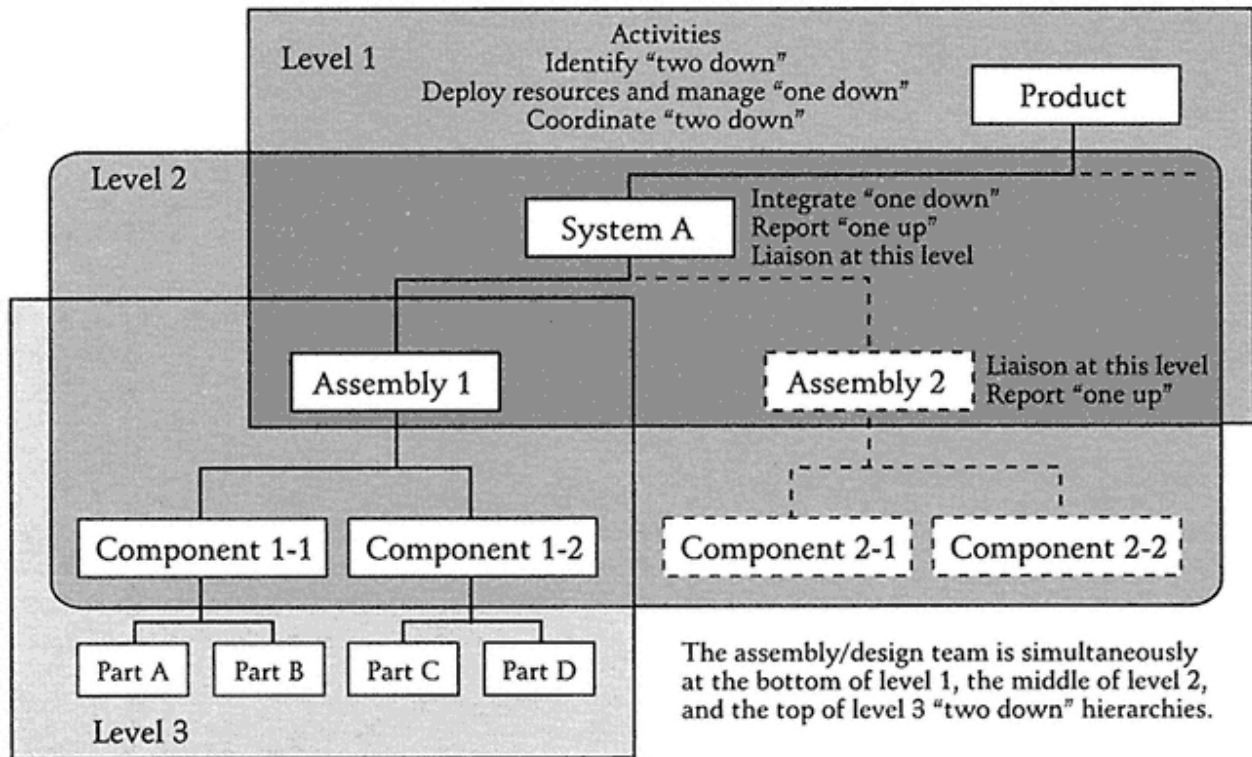 Level 1
Activities
Identify “two down”
Deploy resources and manage “one down”
Coordinate “two down”
Product
Level 2
System A
Integrate “one down”
Report “one up”
Liaison at this level
Assembly 1
Assembly 2
Liaison at this level
Report “one up”
Component 1-1
Component 1-2
Component 2-1
Component 2-2
Part A
Part B
Part C
Part D
The assembly/design team is simultaneously
at the bottom of level 1, the middle of level 2,
and the top of level 3 “two down” hierarchies.
Level 3